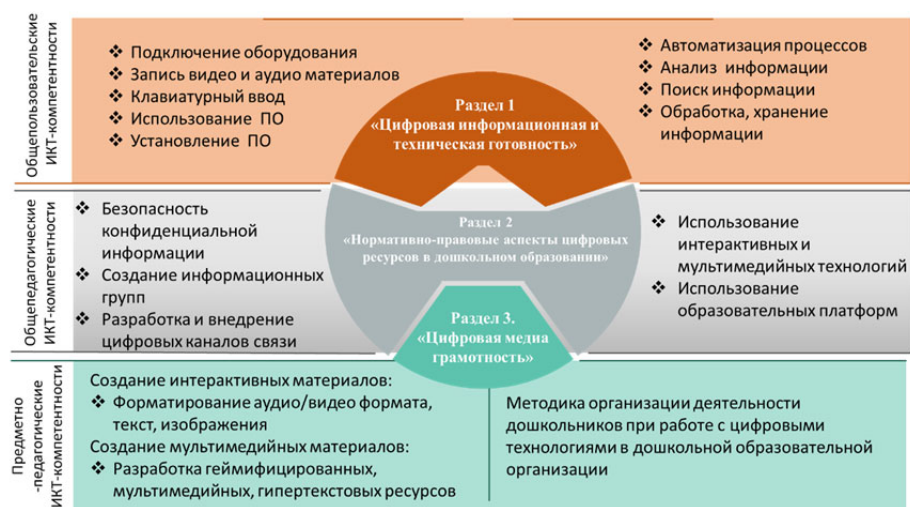 Общепользовательские
ИКТ-компетентности
❖ Подключение оборудования
❖ Запись видео и аудио материалов
❖ Клавиатурный ввод
❖ Использование ПО
❖ Установление ПО
Раздел 1
«Цифровая информационная и
техническая готовность»
❖ Автоматизация процессов
❖ Анализ информации
❖ Поиск информации
❖ Обработка, хранение
информации
Общепедагогические
ИКТ-компетентности
❖ Безопасность
конфиденциальной
информации
❖ Создание информационных
групп
❖ Разработка и внедрение
цифровых каналов связи
Раздел 2
«Нормативно-правовые аспекты цифровых
ресурсов в дошкольном образовании»
❖ Использование
интерактивных и
мультимедийных технологий
❖ Использование
образовательных платформ
Раздел 3.
«Цифровая медиа
грамотность»
Предметно
-педагогические
ИКТ-компетентности
Создание интерактивных материалов:
❖ Форматирование аудио/видео формата,
текст, изображения
Создание мультимедийных материалов:
❖ Разработка геймифицированных,
мультимедийных, гипертекстовых ресурсов
Методика организации деятельности
дошкольников при работе с цифровыми
технологиями в дошкольной образовательной
организации